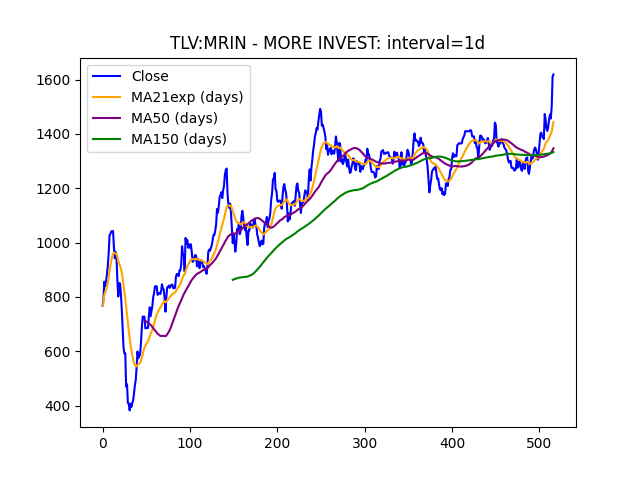 TLV:MRIN - MORE INVEST: interval=1d
Close
MA21exp (days)
MA50 (days)
MA150 (days)
1600
1400
1200
1000
800
600
400
0 100 200 300 400 500